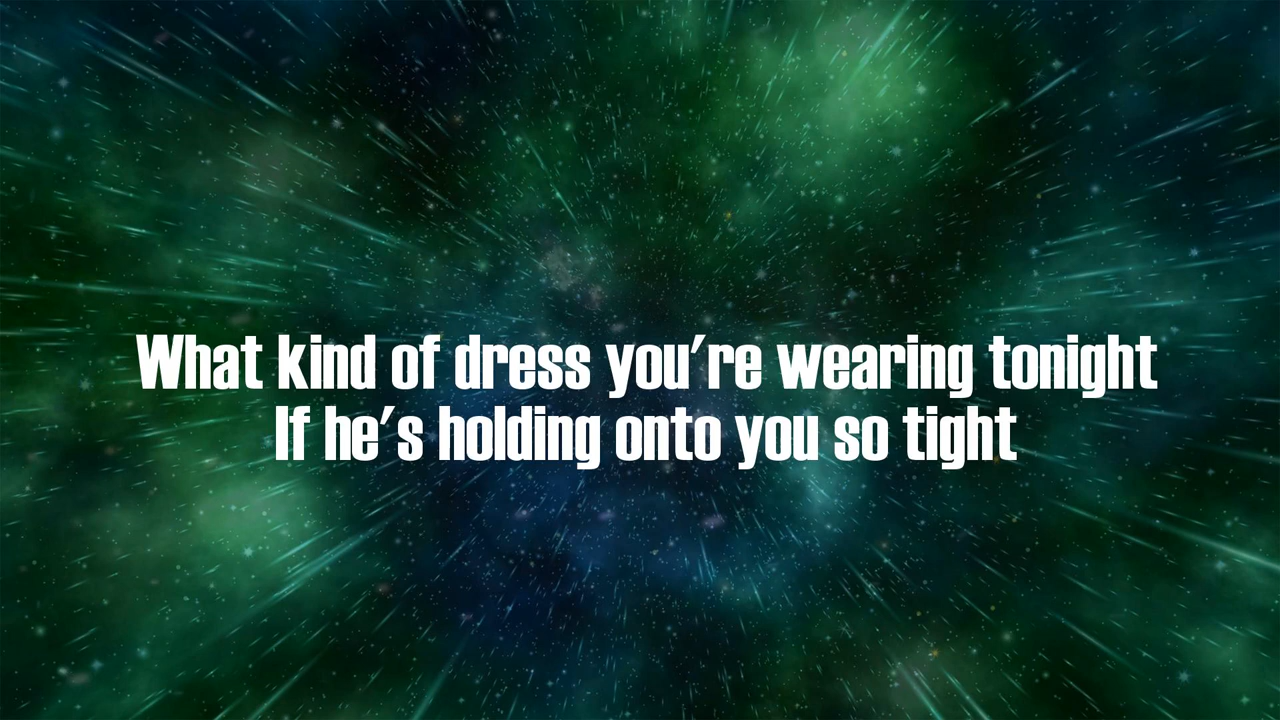 What kind of dress you're wearing tonight
If he's holding onto you so tight